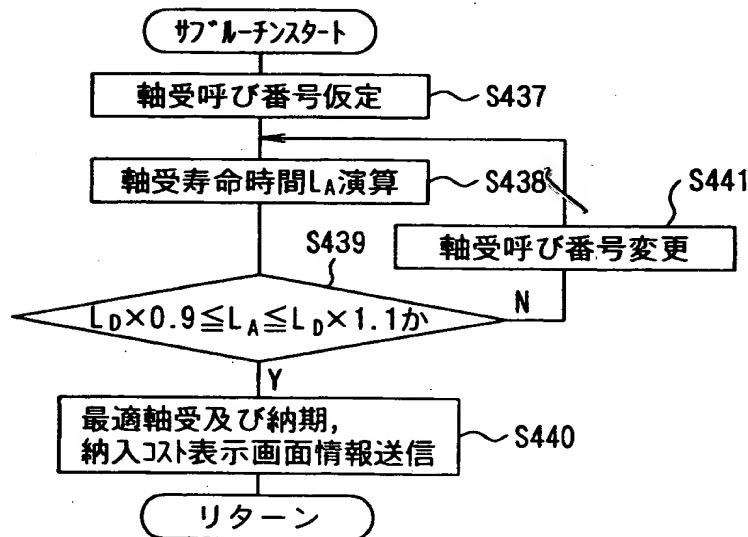 サブルーチンスタート
軸受呼び番号仮定
S437
軸受寿命時間LA演算
S438
S441
軸受呼び番号変更
S439
LD×0.9≦LA≦LD×1.1か
N
Y
最適軸受及び納期,
納入コスト表示画面情報送信
S440
リターン